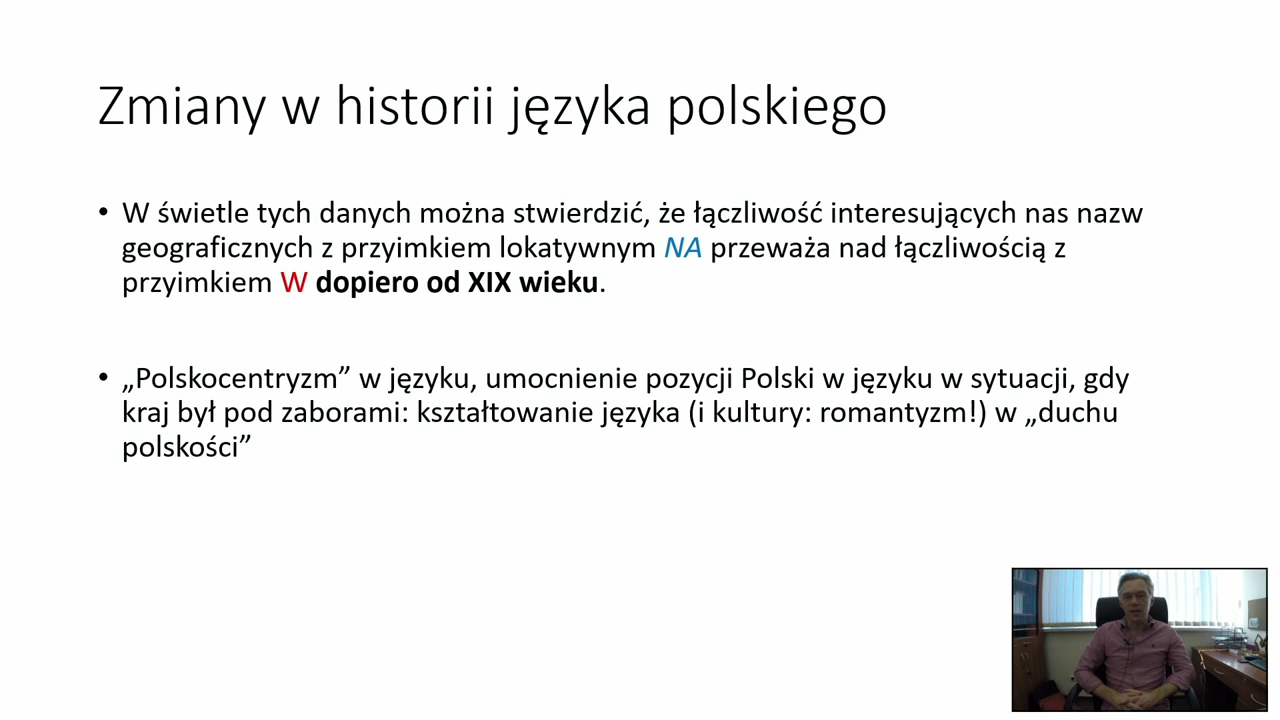 Zmiany w historii języka polskiego
• W świetle tych danych można stwierdzić, że łączliwość interesujących nas nazw
geograficznych z przyimkiem lokatywnym NA przeważa nad łączliwością z
przyimkiem W dopiero od XIX wieku.
• „Polskocentryzm” w języku, umocnienie pozycji Polski w języku w sytuacji, gdy
kraj był pod zaborami: kształtowanie języka (i kultury: romantyzm!) w „duchu
polskości”